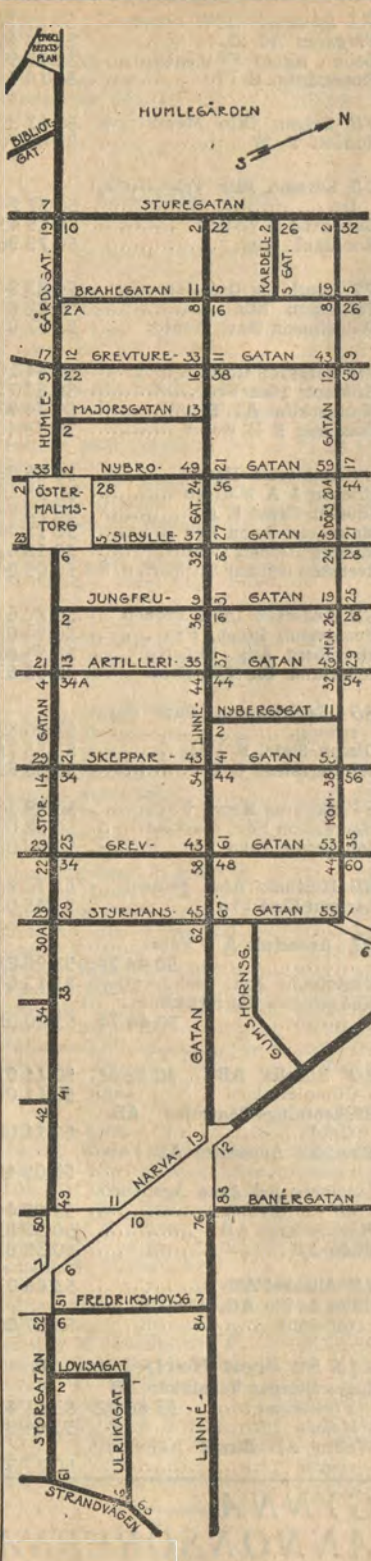 ENGEL
BREKTS
PLAN
HUMLEGÅRDEN
N
S
BIBLIOT-
GAT.
7 STUREGATAN
19 10 2 22 KARDELL- 2 26 2 32
GÅRDSGAT.
BRAHEGATAN 11 5 5 GAT. 19 5
2A 8 16 8 26
17 12 GREVTURE- 33 11 GATAN 43 9
HUMLE- 9 22 16 38 12 50
MAJORSGATAN 13 GATAN
2
33 2 NYBRO- 49 21 GATAN 59 17
2 ÖSTER-
MALMS-
TORG
28 GAT. 24 36 DÖRS 20A 44
23 5 SIBYLLE- 37 27 GATAN 49 21
6 32 18 24 28
JUNGFRU- 9 31 GATAN 19 25
2 36 16 MEN 26 28
21 13 ARTILLERI- 35 37 GATAN 49 29
4 34A 44 44 32 54
GATAN LINNÉ- NYBERGSGAT 11
2
29 21 SKEPPAR- 43 41 GATAN
STOR- 14 34 54 44 KOM- 38 56
29 25 GREV- 43 61 GATAN 53 35
22 34 58 48 44 60
29 29 STYRMANS- 45 67 GATAN 55 1
30A 62 6
33 GATAN GUMSHORNSG.
34
41
42
NARVA- 19 12
49 11 85 BANÉRGATAN
50 10 76
7 6
51 FREDRIKSHOVSG 7
52 6 84
LOVISAGAT
2
STORGATAN ULRIKAGAT. LINNÉ-
61
STRANDVÄGEN 63